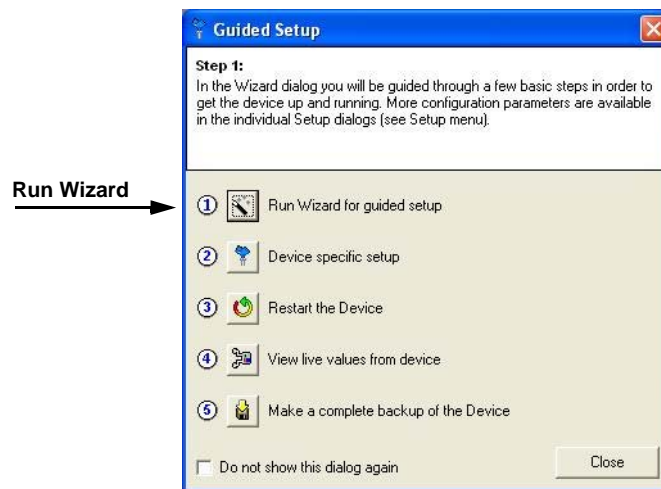 Guided Setup
Step 1:
In the Wizard dialog you will be guided through a few basic steps in order to
get the device up and running. More configuration parameters are available
in the individual Setup dialogs (see Setup menu).
Run Wizard
1 Run Wizard for guided setup
2 Device specific setup
3 Restart the Device
4 View live values from device
5 Make a complete backup of the Device
Do not show this dialog again
Close